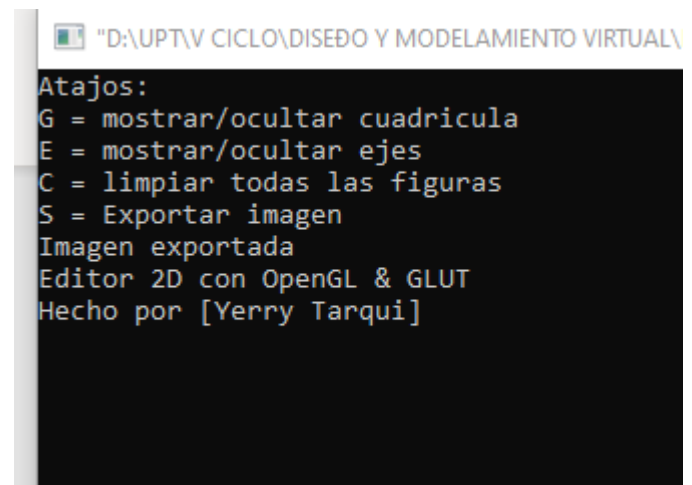 "D:\UPT\V CICLO\DISEÐO Y MODELAMIENTO VIRTUAL\
Atajos:
G = mostrar/ocultar cuadricula
E = mostrar/ocultar ejes
C = limpiar todas las figuras
S = Exportar imagen
Imagen exportada
Editor 2D con OpenGL & GLUT
Hecho por [Yerry Tarqui]